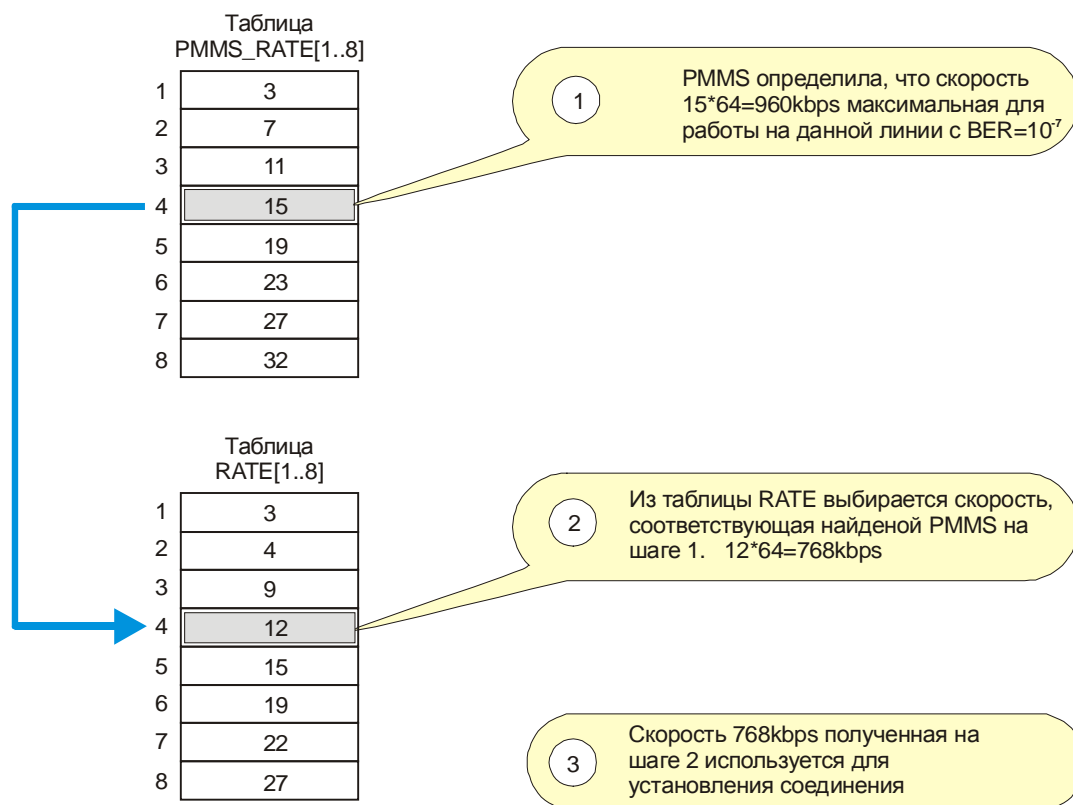 Таблица
PMMS_RATE[1..8]
1 3
2 7
3 11
4 15
5 19
6 23
7 27
8 32
1
PMMS определила, что скорость
15*64=960kbps максимальная для
работы на данной линии с BER=10⁻⁷
Таблица
RATE[1..8]
1 3
2 4
3 9
4 12
5 15
6 19
7 22
8 27
2
Из таблицы RATE выбирается скорость,
соответствующая найденой PMMS на
шаге 1. 12*64=768kbps
3
Скорость 768kbps полученная на
шаге 2 используется для
установления соединения